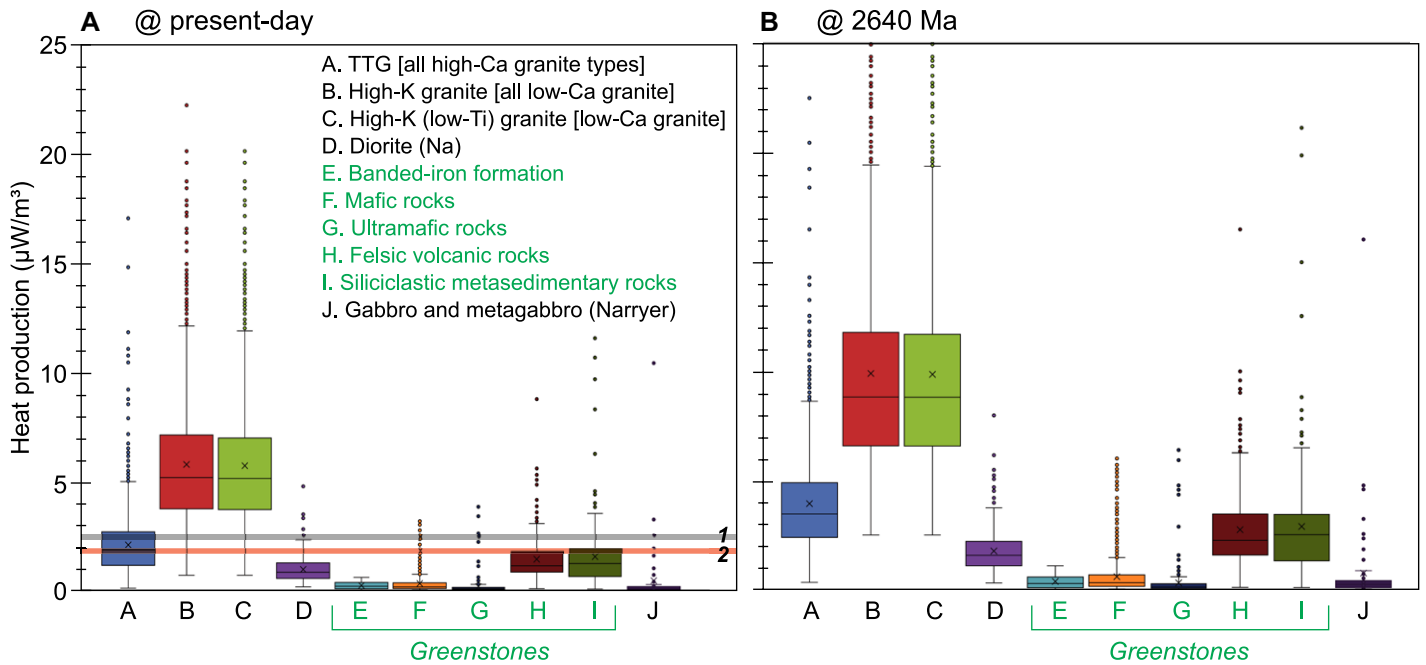 A @ present-day
B @ 2640 Ma
Heat production (µW/m³)
25
20
15
10
5
0
A. TTG [all high-Ca granite types]
B. High-K granite [all low-Ca granite]
C. High-K (low-Ti) granite [low-Ca granite]
D. Diorite (Na)
E. Banded-iron formation
F. Mafic rocks
G. Ultramafic rocks
H. Felsic volcanic rocks
I. Siliciclastic metasedimentary rocks
J. Gabbro and metagabbro (Narryer)
1
2
A B C D E F G H I J
Greenstones
A B C D E F G H I J
Greenstones